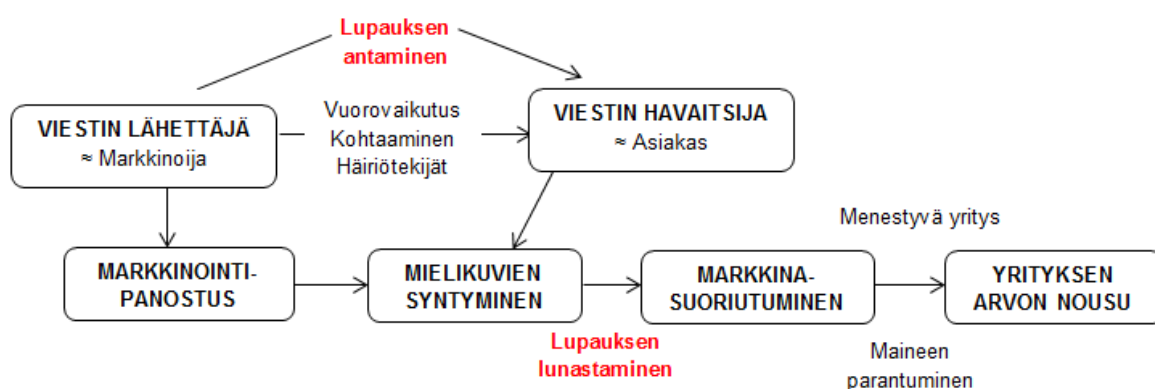 Lupauksen
antaminen
VIESTIN LÄHETTÄJÄ
≈ Markkinoija
Vuorovaikutus
Kohtaaminen
Häiriötekijät
VIESTIN HAVAITSIJA
≈ Asiakas
Menestyvä yritys
MARKKINOINTI-
PANOSTUS
MIELIKUVIEN
SYNTYMINEN
MARKKINA-
SUORIUTUMINEN
YRITYKSEN
ARVON NOUSU
Lupauksen
lunastaminen
Maineen
parantuminen